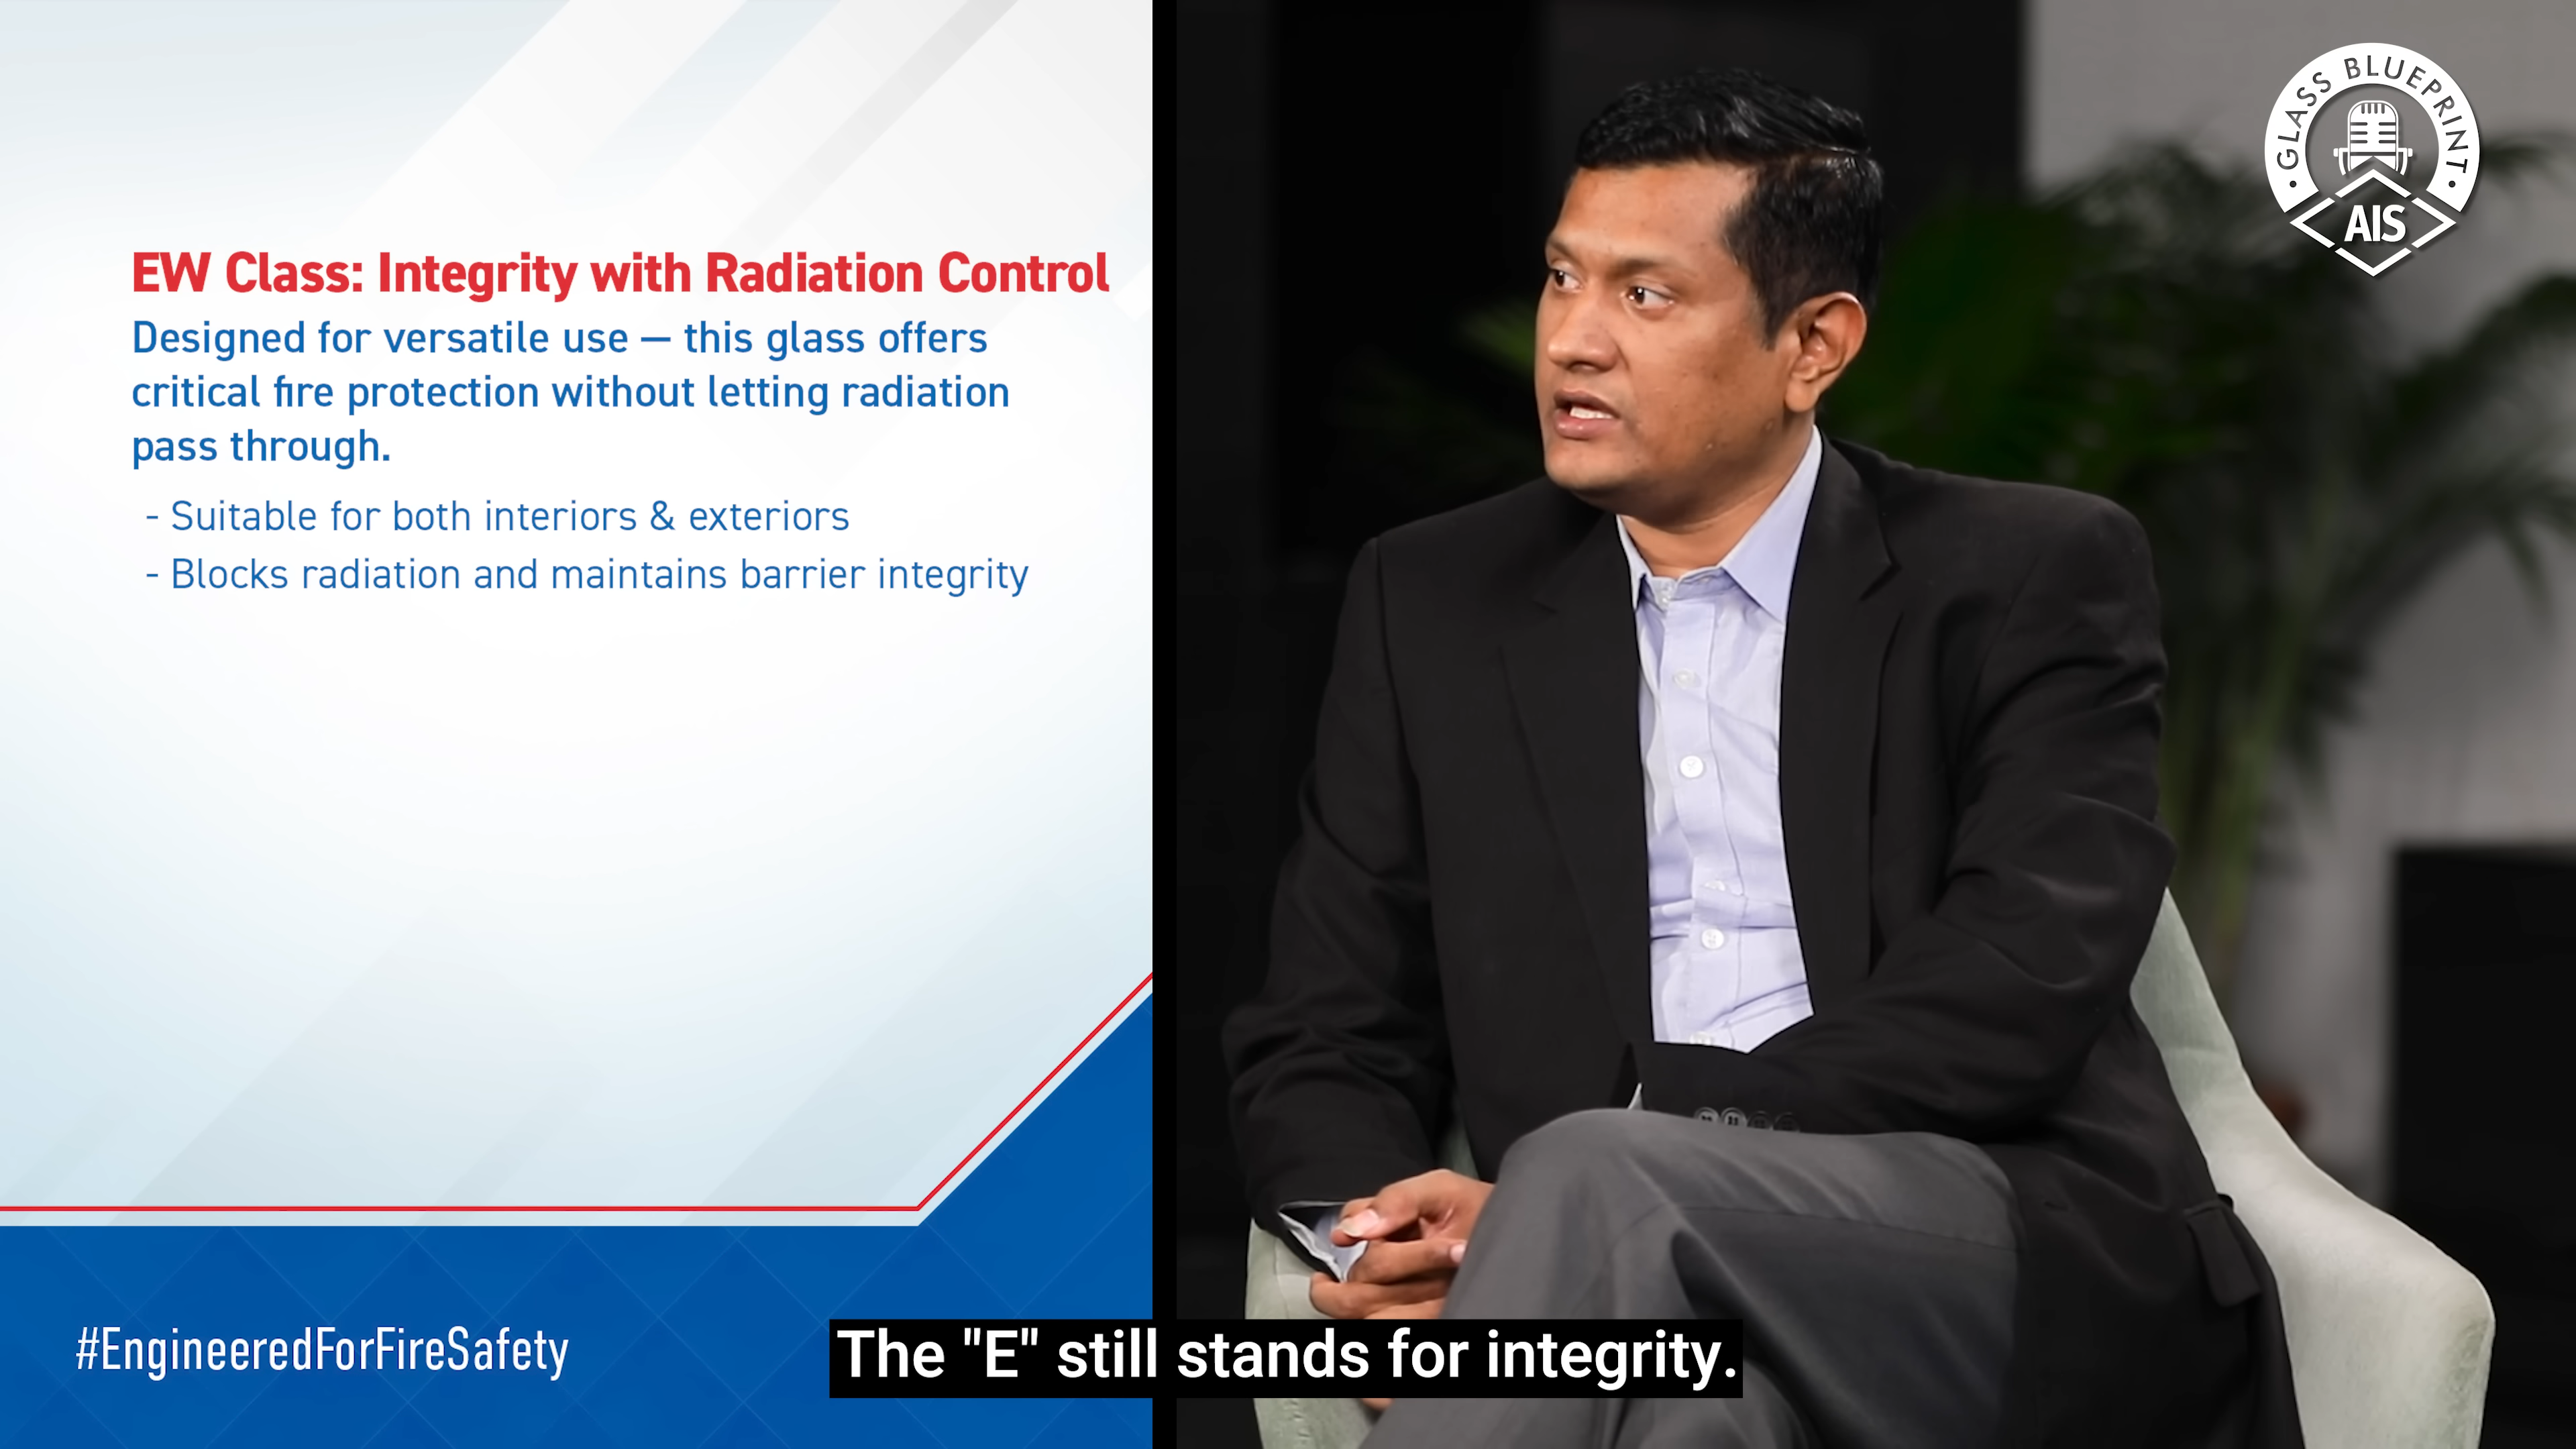 EW Class: Integrity with Radiation Control
Designed for versatile use — this glass offers
critical fire protection without letting radiation
pass through.
- Suitable for both interiors & exteriors
- Blocks radiation and maintains barrier integrity
#EngineeredForFireSafety
GLASS BLUEPRINT
AIS
The "E" still stands for integrity.